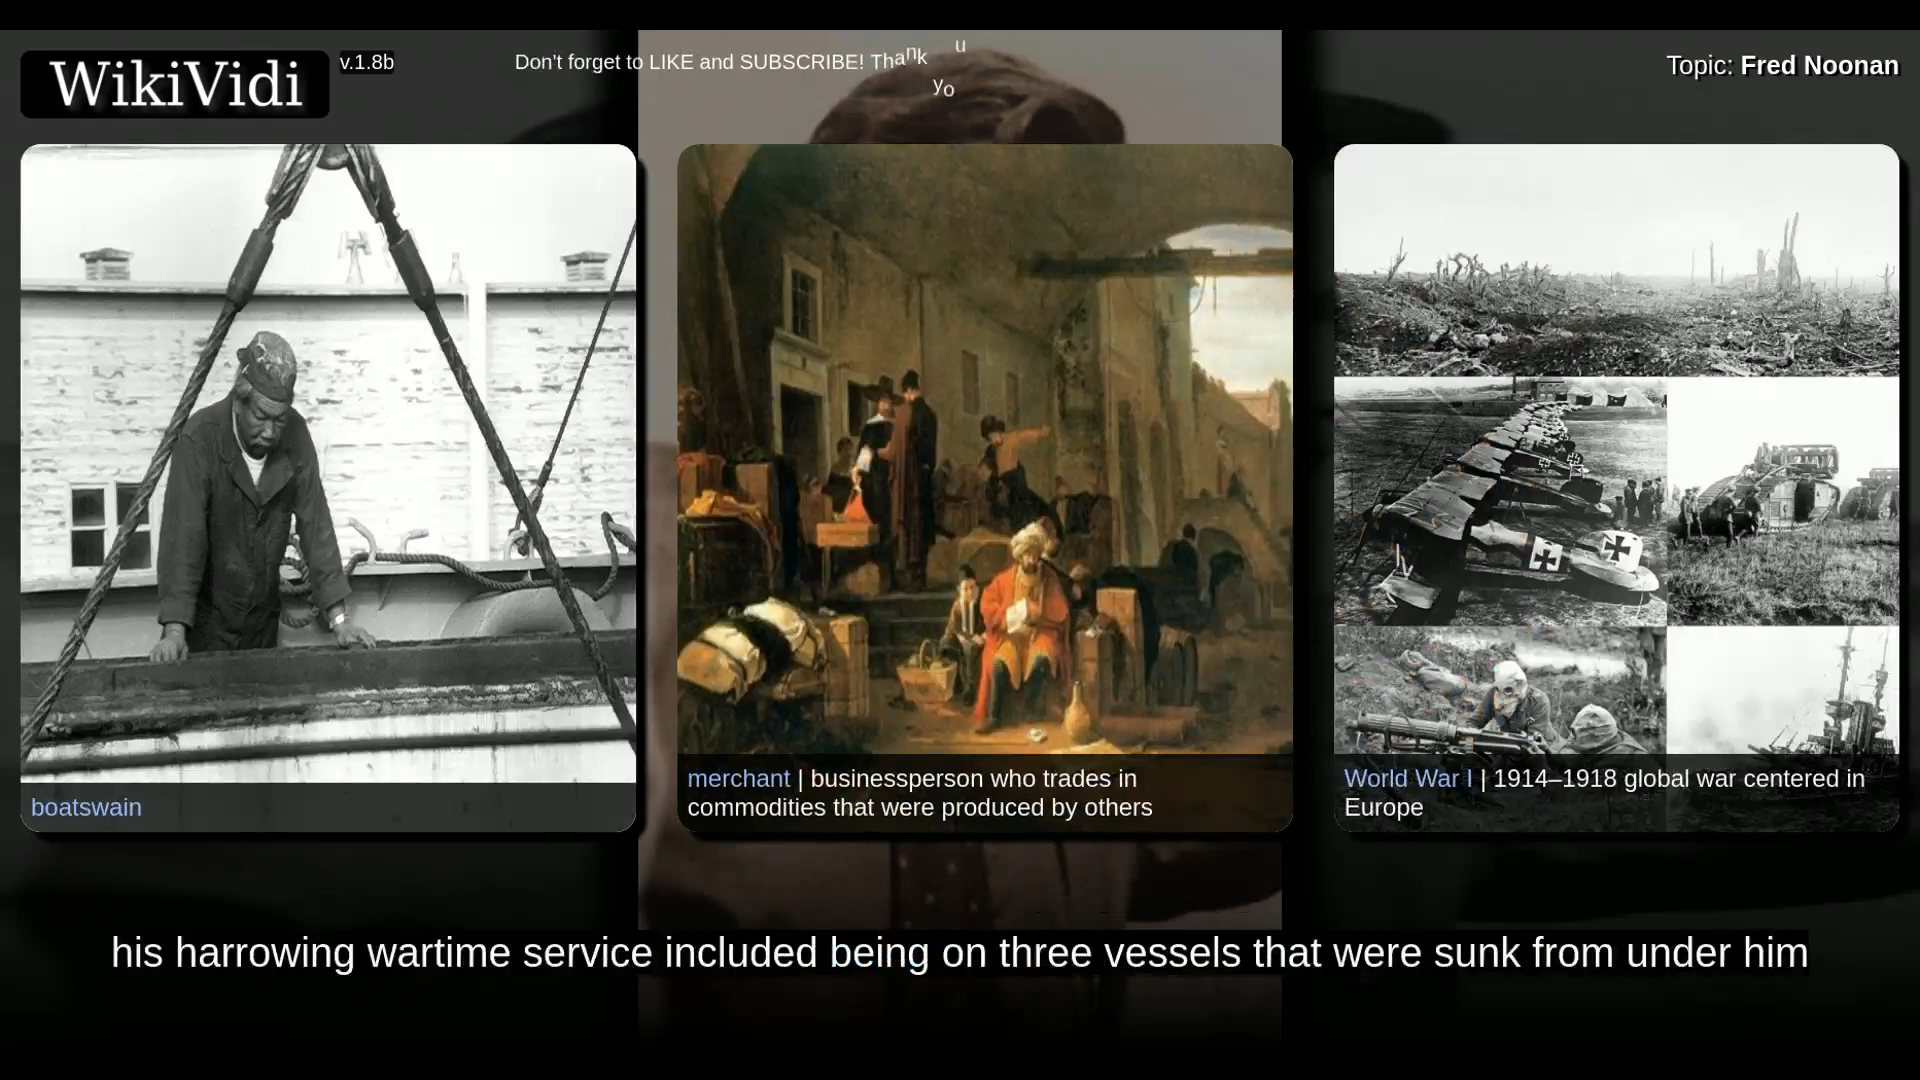 WikiVidi
v.1.8b
Don't forget to LIKE and SUBSCRIBE! Thank you
Topic: Fred Noonan
boatswain
merchant | businessperson who trades in
commodities that were produced by others
World War I | 1914–1918 global war centered in
Europe
his harrowing wartime service included being on three vessels that were sunk from under him